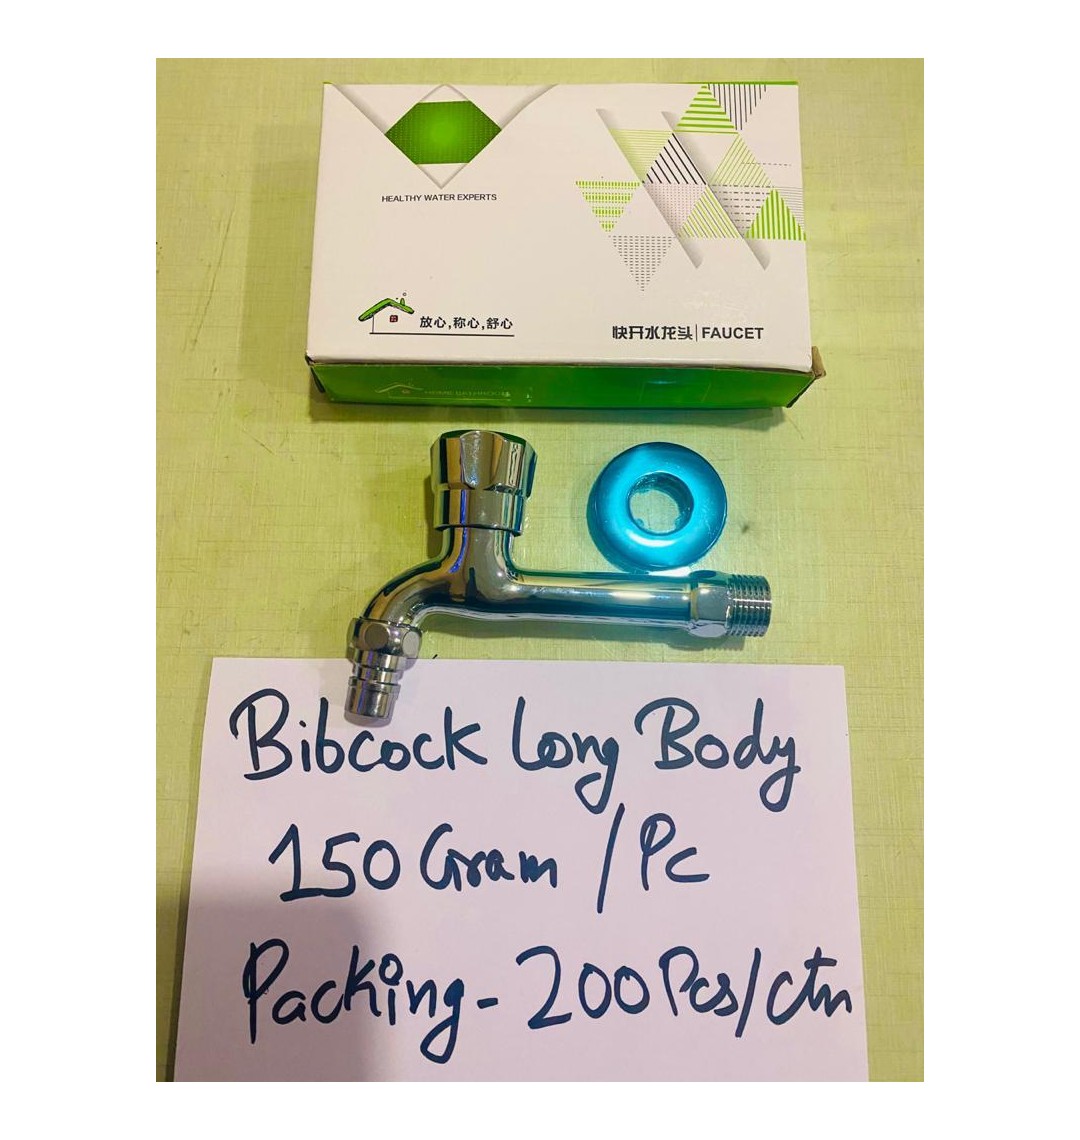 HEALTHY WATER EXPERTS
放心,称心,舒心
快开水龙头 FAUCET
Bibcock Long Body
150 Gram / Pc
Packing - 200 Pcs/ctn